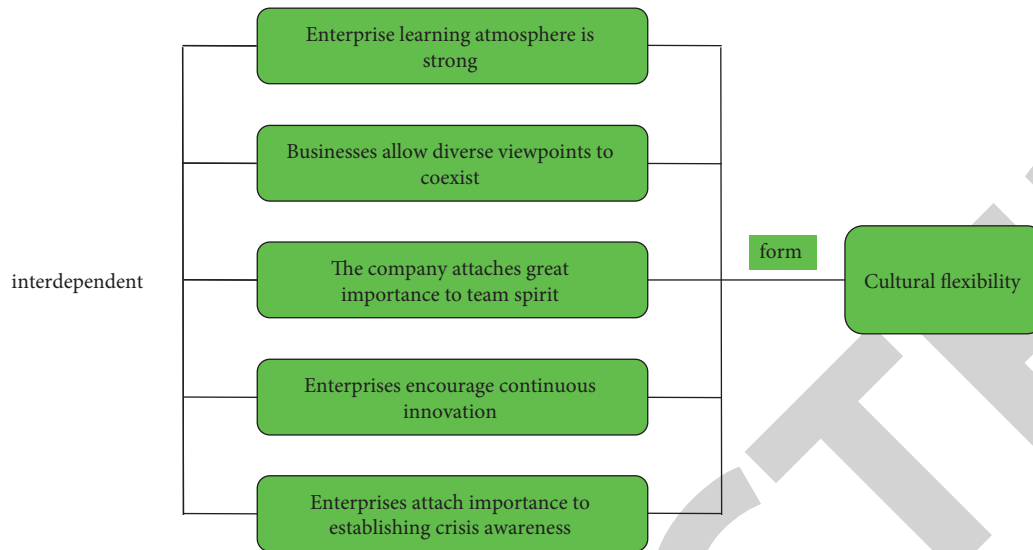 Enterprise learning atmosphere is
strong
Businesses allow diverse viewpoints to
coexist
interdependent
The company attaches great
importance to team spirit
form
Cultural flexibility
Enterprises encourage continuous
innovation
Enterprises attach importance to
establishing crisis awareness